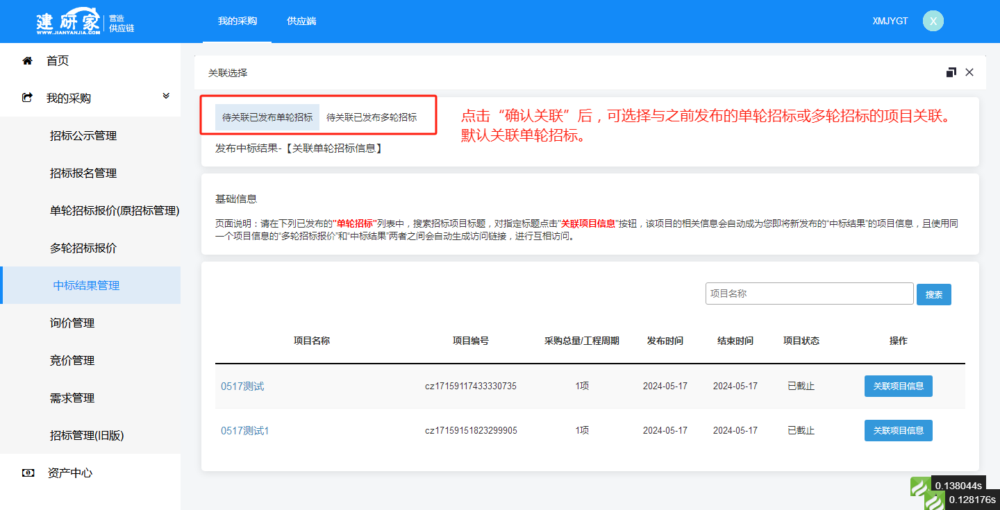 建研家
WWW.JIANYANJIA.COM
营造
供应链
我的采购
供应端
XMJYGT
X
首页
我的采购
招标公示管理
招标报名管理
单轮招标报价(原招标管理)
多轮招标报价
中标结果管理
询价管理
竞价管理
需求管理
招标管理(旧版)
资产中心
关联选择
待关联已发布单轮招标
待关联已发布多轮招标
点击“确认关联”后，可选择与之前发布的单轮招标或多轮招标的项目关联。
默认关联单轮招标。
发布中标结果-【关联单轮招标信息】
基础信息
页面说明：请在下列已发布的"单轮招标"列表中，搜索招标项目标题，对指定标题点击"关联项目信息"按钮，该项目的相关信息会自动成为您即将新发布的“中标结果”的项目信息，且使用同
一个项目信息的“多轮招标报价”和“中标结果”两者之间会自动生成访问链接，进行互相访问。
项目名称
搜索
项目名称 项目编号 采购总量/工程周期 发布时间 结束时间 项目状态 操作
0517测试 cz17159117433330735 1项 2024-05-17 2024-05-17 已截止 关联项目信息
0517测试1 cz17159151823299905 1项 2024-05-17 2024-05-17 已截止 关联项目信息
0.138044s
0.128176s